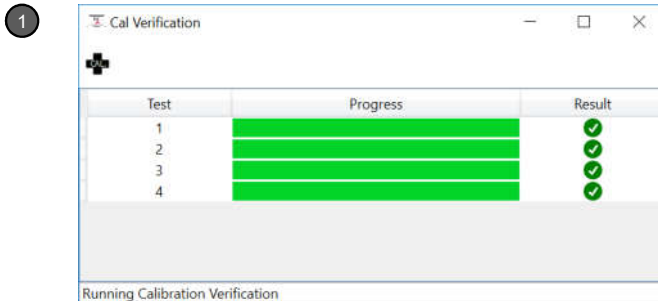 1
Cal Verification
CAL
Test Progress Result
1
2
3
4
Running Calibration Verification